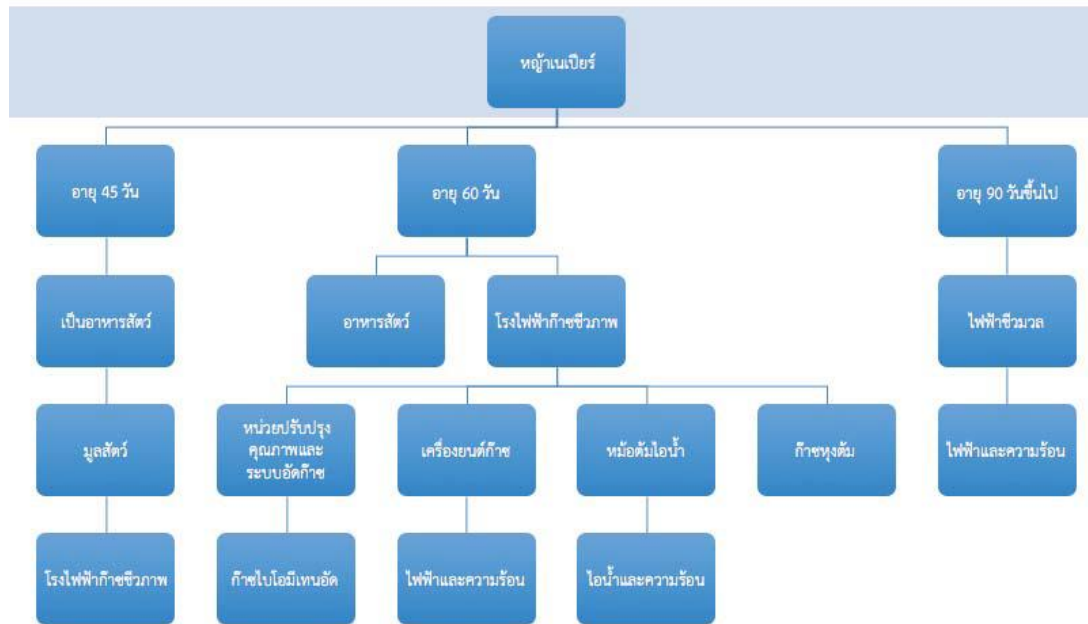 หญ้าเนเปียร์
อายุ 45 วัน
อายุ 60 วัน
อายุ 90 วันขึ้นไป
เป็นอาหารสัตว์
อาหารสัตว์
โรงไฟฟ้าก๊าซชีวภาพ
ไฟฟ้าชีวมวล
มูลสัตว์
หน่วยปรับปรุง
คุณภาพและ
ระบบอัดก๊าซ
เครื่องยนต์ก๊าซ
หม้อต้มไอน้ำ
ก๊าซหุงต้ม
ไฟฟ้าและความร้อน
โรงไฟฟ้าก๊าซชีวภาพ
ก๊าซไบโอมีเทนอัด
ไฟฟ้าและความร้อน
ไอน้ำและความร้อน